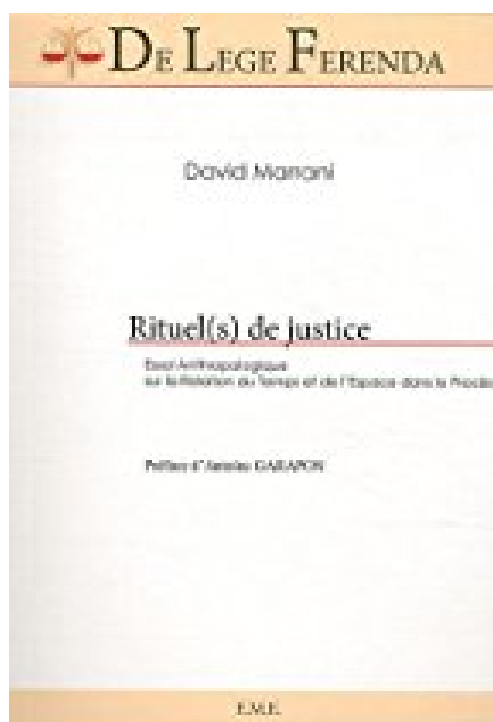 DE LEGE FERENDA
David Marrani
Rituel(s) de justice
Essai Anthropologique
sur la Relation du Temps et de l'Espace dans le Procès
Préface d'Antoine GARAPON
E.M.E.